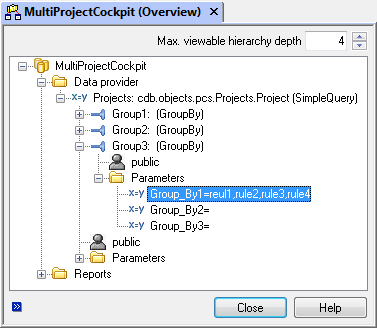 MultiProjectCockpit (Overview)
Max. viewable hierarchy depth 4
MultiProjectCockpit
Data provider
x=y Projects: cdb.objects.pcs.Projects.Project (SimpleQuery)
Group1: (GroupBy)
Group2: (GroupBy)
Group3: (GroupBy)
public
Parameters
x=y Group_By1=reul1,rule2,rule3,rule4
x=y Group_By2=
x=y Group_By3=
public
Parameters
Reports
Close Help